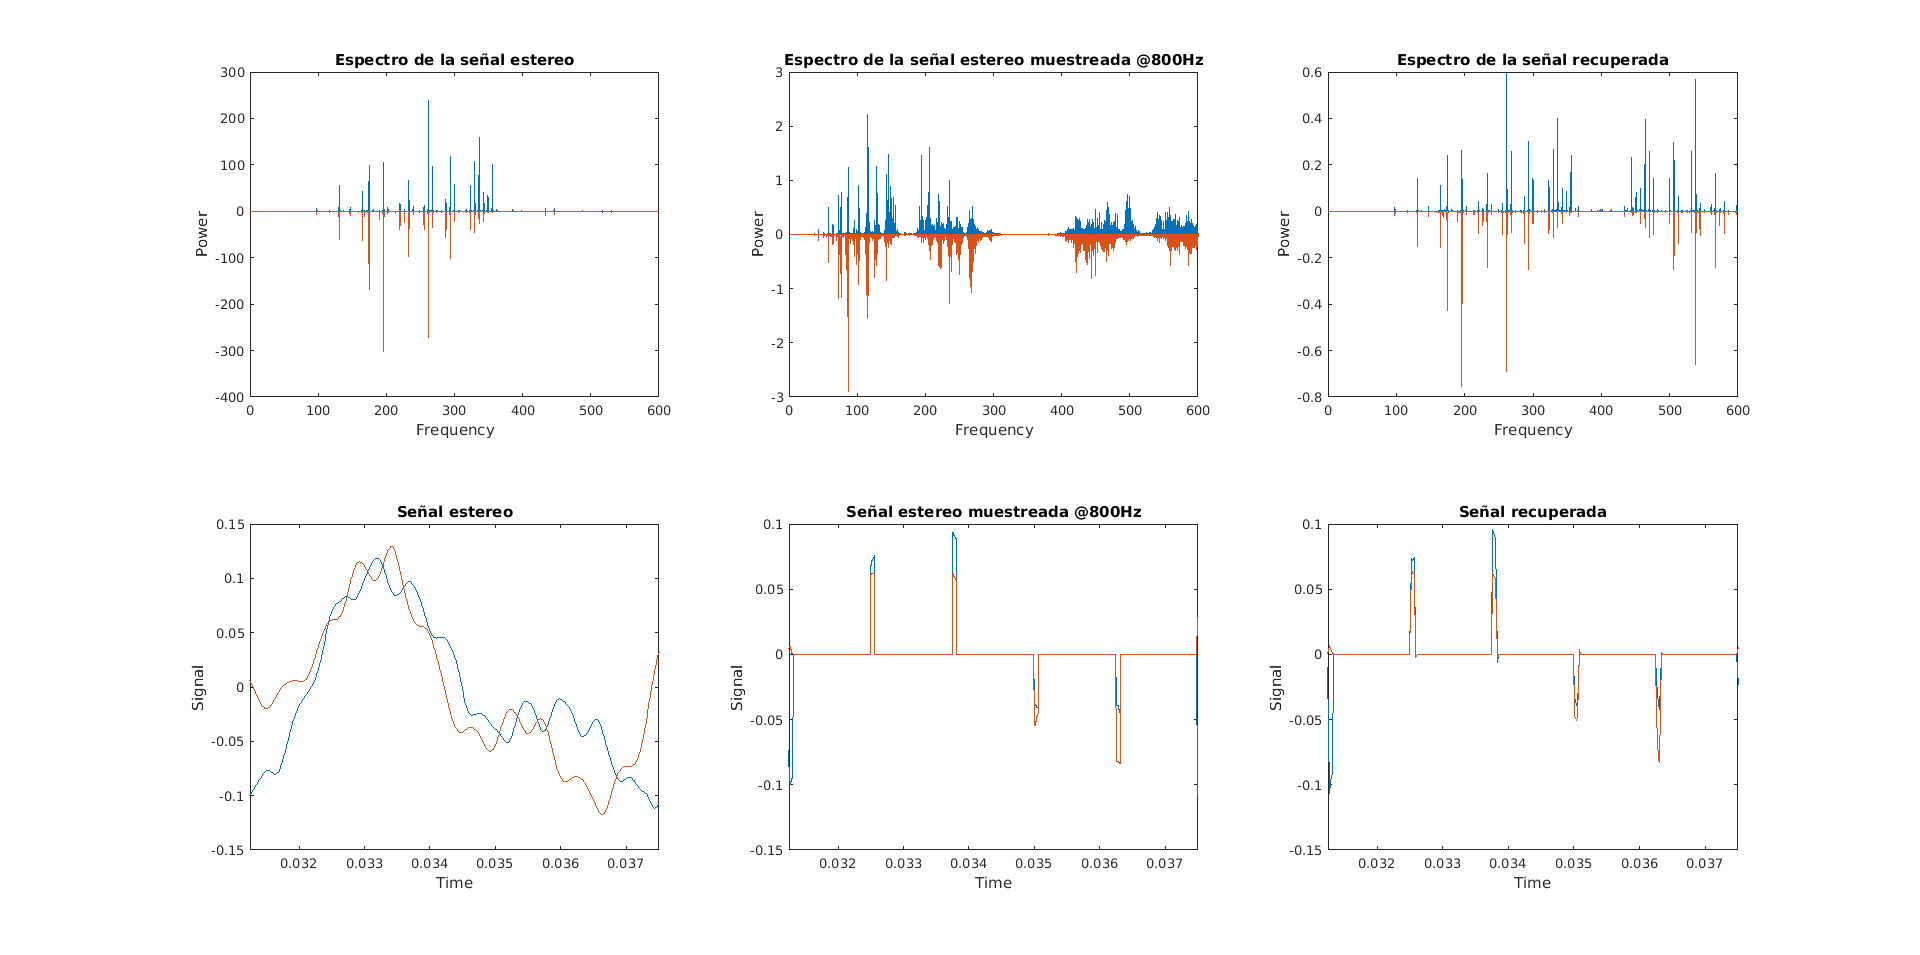 Espectro de la señal estereo
300
200
100
0
-100
-200
-300
-400
Power
0 100 200 300 400 500 600
Frequency
Espectro de la señal estereo muestreada @800Hz
3
2
1
0
-1
-2
-3
Power
0 100 200 300 400 500 600
Frequency
Espectro de la señal recuperada
0.6
0.4
0.2
0
-0.2
-0.4
-0.6
-0.8
Power
0 100 200 300 400 500 600
Frequency
Señal estereo
0.15
0.1
0.05
0
-0.05
-0.1
-0.15
Signal
0.032 0.033 0.034 0.035 0.036 0.037
Time
Señal estereo muestreada @800Hz
0.1
0.05
0
-0.05
-0.1
-0.15
Signal
0.032 0.033 0.034 0.035 0.036 0.037
Time
Señal recuperada
0.1
0.05
0
-0.05
-0.1
-0.15
Signal
0.032 0.033 0.034 0.035 0.036 0.037
Time